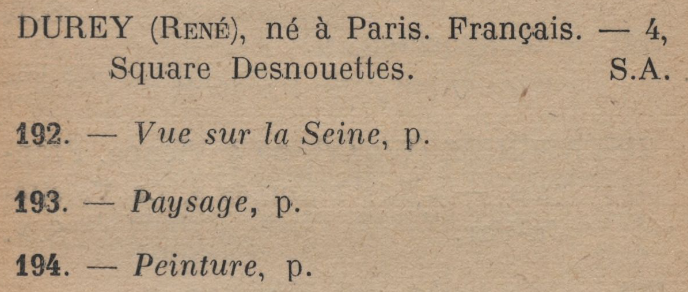 DUREY (RENÉ), né à Paris. Français. — 4,
Square Desnouettes. S.A.
192. — Vue sur la Seine, p.
193. — Paysage, p.
194. — Peinture, p.